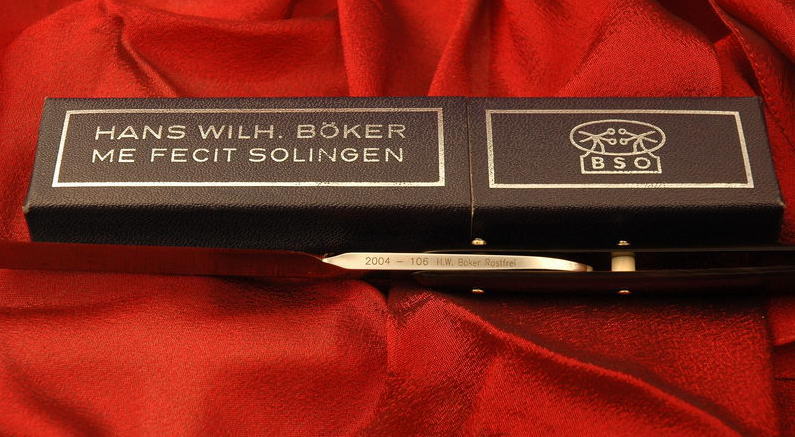 HANS WILH. BÖKER
ME FECIT SOLINGEN
BSO
2004 - 106 H.W. Böker Rostfrei